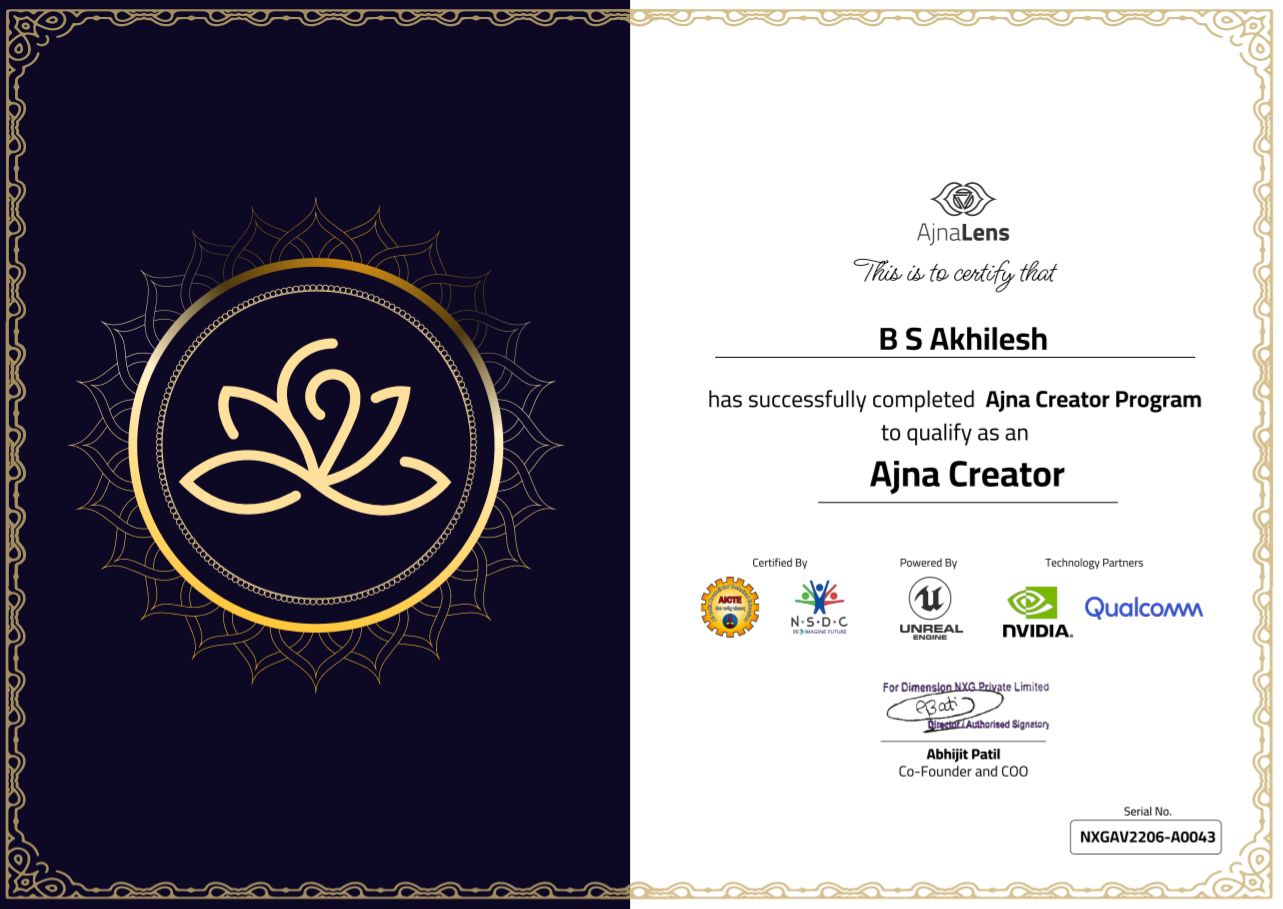 AjnaLens
This is to certify that
B S Akhilesh
has successfully completed Ajna Creator Program
to qualify as an
Ajna Creator
Certified By
Powered By
Technology Partners
AICTE
N·S·D·C
RE IMAGINE FUTURE
UNREAL
ENGINE
NVIDIA.
Qualcomm
For Dimension NXG Private Limited
Director / Authorised Signatory
Abhijit Patil
Co-Founder and COO
Serial No.
NXGAV2206-A0043